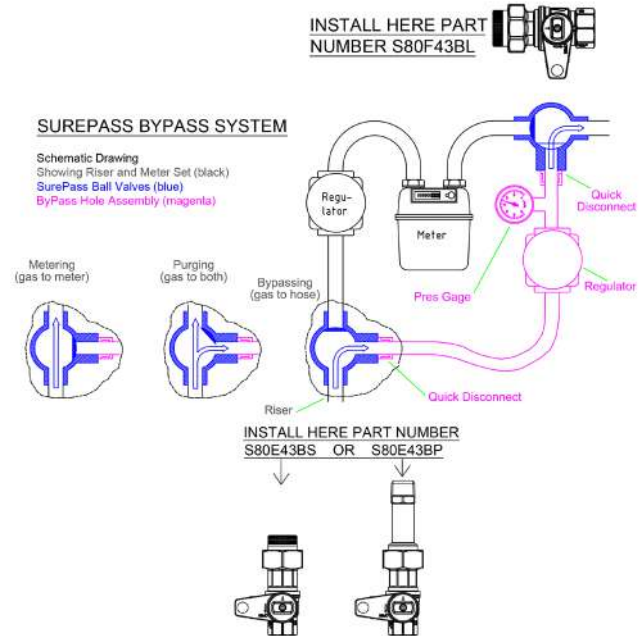 INSTALL HERE PART
NUMBER S80F43BL
SUREPASS BYPASS SYSTEM
Schematic Drawing
Showing Riser and Meter Set (black)
SurePass Ball Valves (blue)
ByPass Hole Assembly (magenta)
Regu-
lator
Meter
Quick
Disconnect
Pres Gage
Regulator
Metering
(gas to meter)
Purging
(gas to both)
Bypassing
(gas to hose)
Quick Disconnect
Riser
INSTALL HERE PART NUMBER
S80E43BS OR S80E43BP